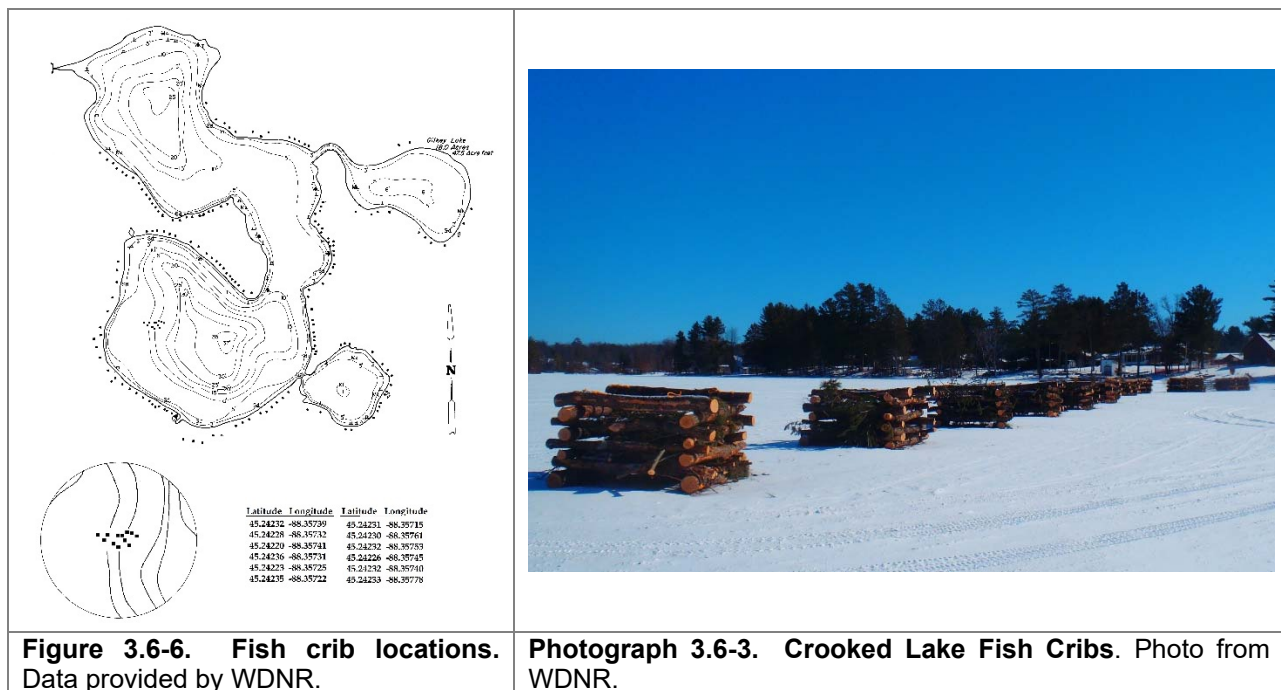 Gilkey Lake
18.0 Acres
N
Latitude Longitude Latitude Longitude
45.24232 -88.35739 45.24231 -88.35715
45.24228 -88.35732 45.24230 -88.35761
45.24220 -88.35741 45.24232 -88.35753
45.24236 -88.35731 45.24226 -88.35745
45.24223 -88.35725 45.24232 -88.35740
45.24235 -88.35722 45.24233 -88.35778
Figure 3.6-6. Fish crib locations.
Data provided by WDNR.
Photograph 3.6-3. Crooked Lake Fish Cribs. Photo from
WDNR.